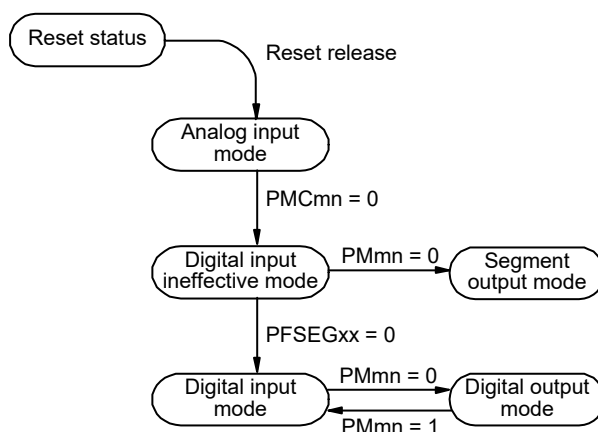 Reset status
Reset release
Analog input
mode
PMCmn = 0
Digital input
ineffective mode
PMmn = 0
Segment
output mode
PFSEGxx = 0
Digital input
mode
PMmn = 0
Digital output
mode
PMmn = 1